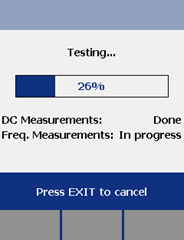 Testing...
26%
DC Measurements: Done
Freq. Measurements: In progress
Press EXIT to cancel